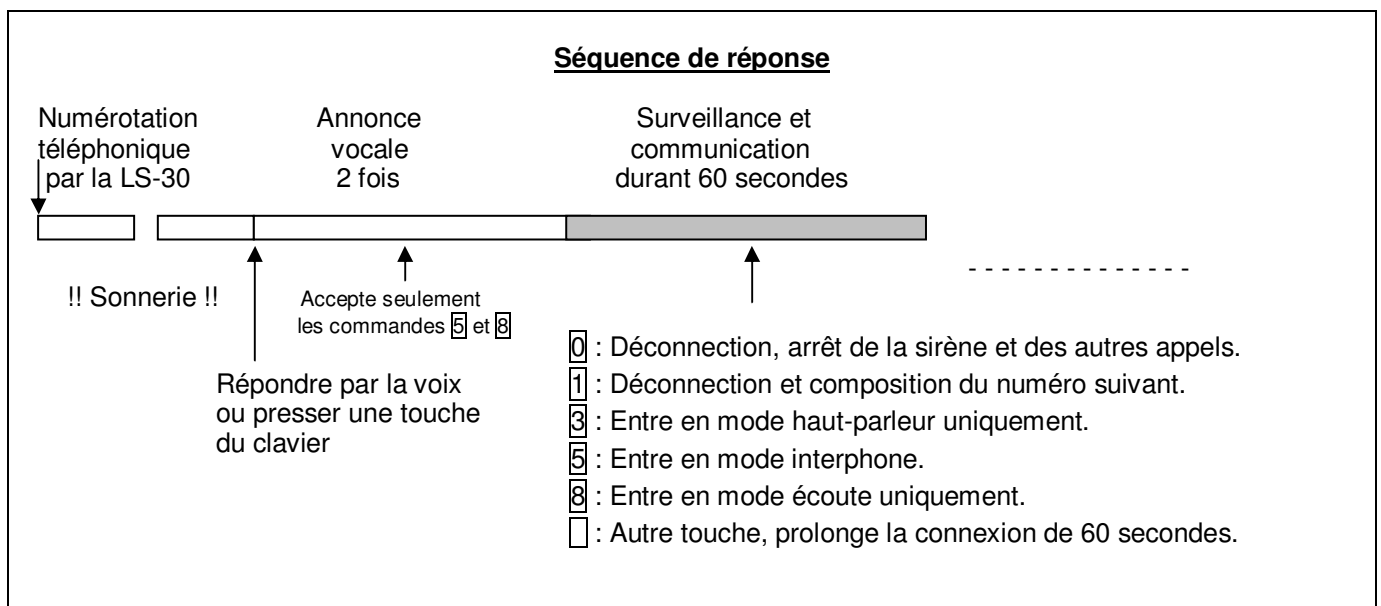 Séquence de réponse
Numérotation
téléphonique
par la LS-30
Annonce
vocale
2 fois
Surveillance et
communication
durant 60 secondes
!! Sonnerie !!
Accepte seulement
les commandes 5 et 8
Répondre par la voix
ou presser une touche
du clavier
0 : Déconnection, arrêt de la sirène et des autres appels.
1 : Déconnection et composition du numéro suivant.
3 : Entre en mode haut-parleur uniquement.
5 : Entre en mode interphone.
8 : Entre en mode écoute uniquement.
: Autre touche, prolonge la connexion de 60 secondes.